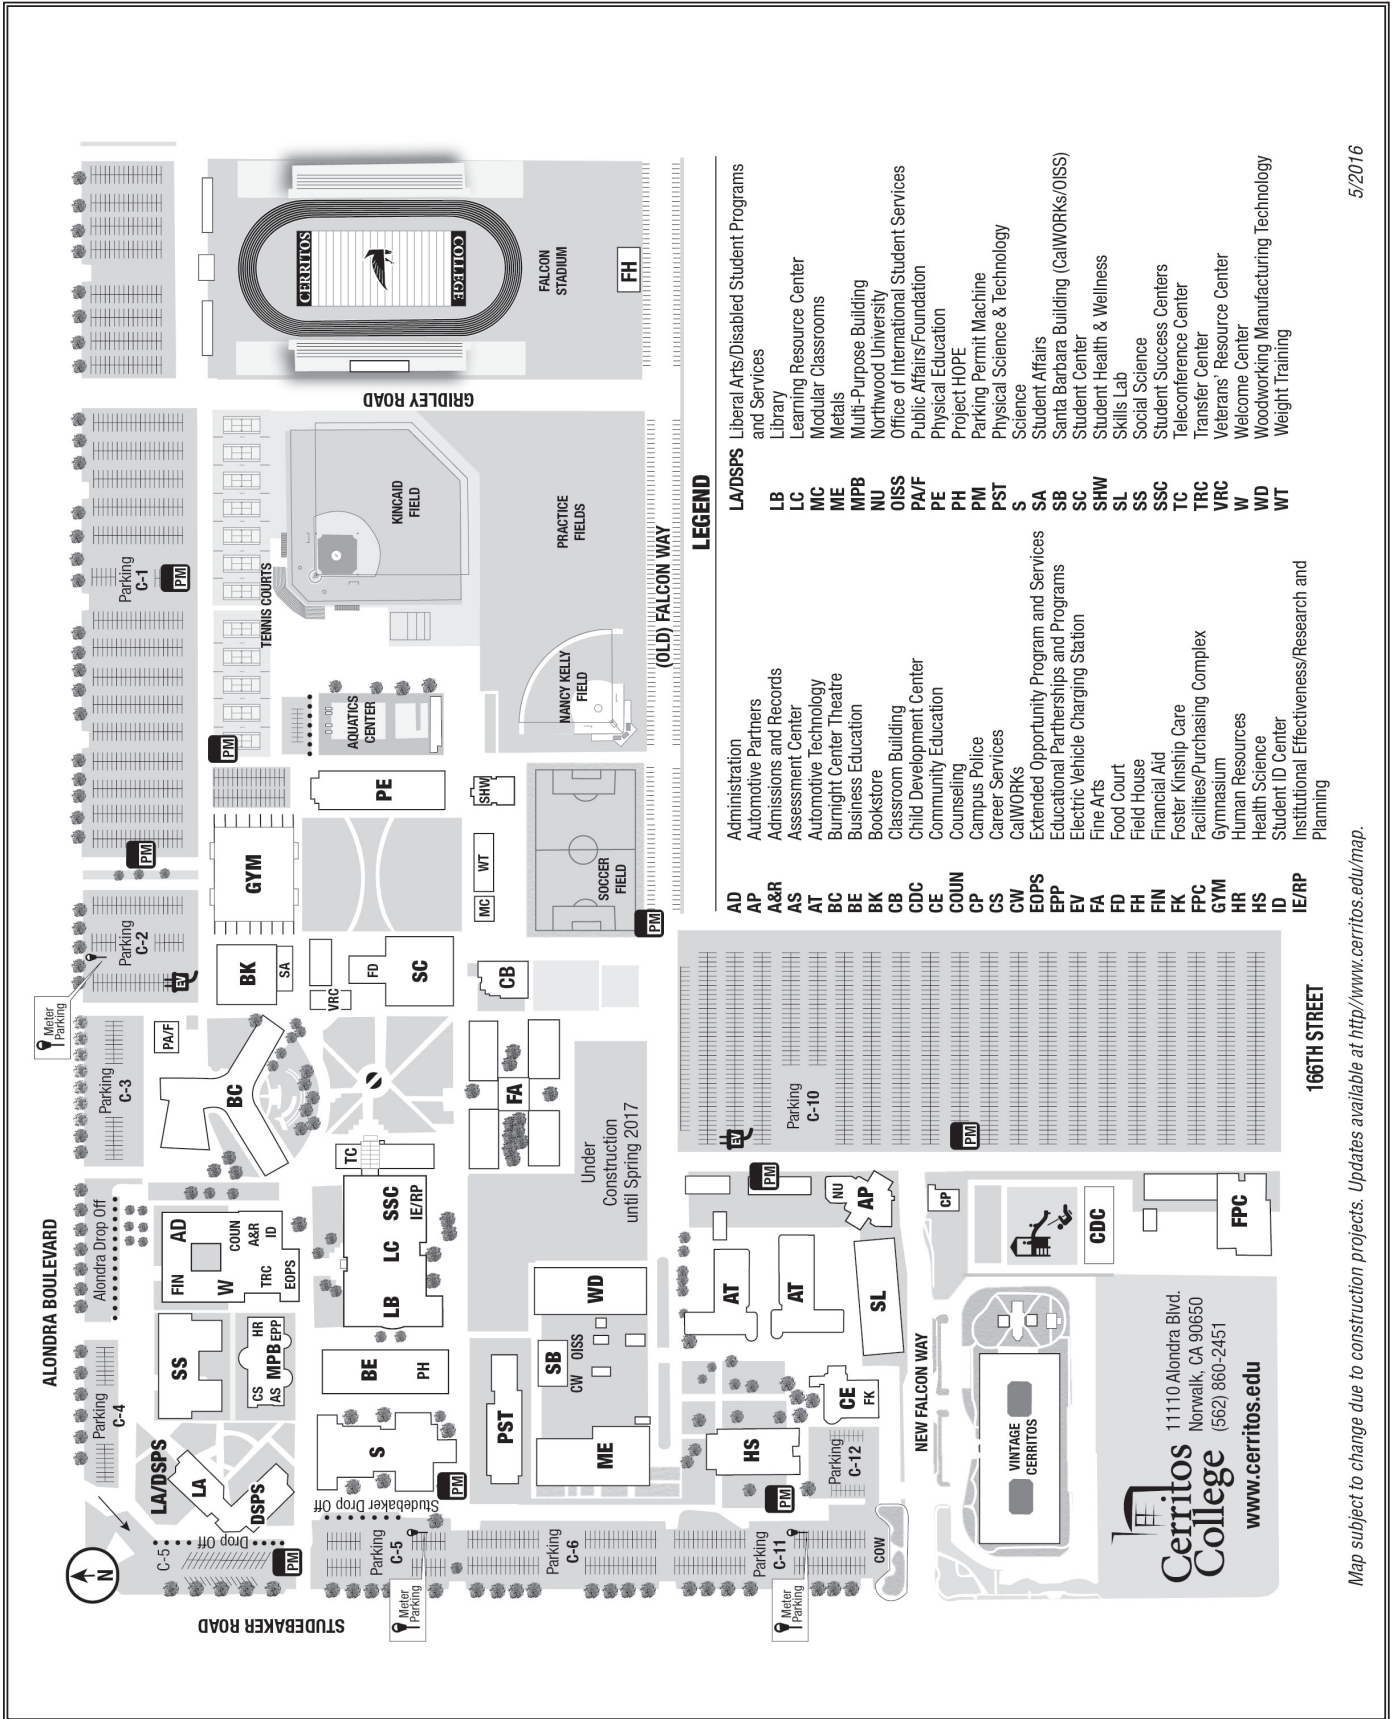 ALONDRA BOULEVARD
STUDEBAKER ROAD
GRIDLEY ROAD
(OLD) FALCON WAY
NEW FALCON WAY
166TH STREET
N
C-5
Drop Off
PM
LA/DSPS
LA
DSPS
Parking
C-4
Alondra Drop Off
Parking
C-3
Meter
Parking
Parking
C-2
EV
PM
Parking
C-1
PM
SS
CS
HR
AS
MPB
EPP
FIN
AD
W
COUN
TRC
A&R
EOPS
ID
BC
PA/F
BK
SA
GYM
PM
TENNIS COURTS
Parking
C-5
Studebaker Drop Off
Meter
Parking
PM
S
BE
PH
LB
LC
SSC
IE/RP
TC
VRC
FD
SC
PE
AQUATICS
CENTER
KINCAID
FIELD
CERRITOS
COLLEGE
FALCON
STADIUM
FH
Parking
C-6
PST
ME
SB
CW
OISS
WD
Under
Construction
until Spring 2017
FA
CB
MC
WT
SHW
SOCCER
FIELD
PM
NANCY KELLY
FIELD
PRACTICE
FIELDS
Parking
C-11
Meter
Parking
COW
PM
Parking
C-12
HS
CE
FK
AT
AT
SL
NU
AP
PM
EV
Parking
C-10
PM
VINTAGE
CERRITOS
CP
CDC
FPC
LEGEND
AD Administration
AP Automotive Partners
A&R Admissions and Records
AS Assessment Center
AT Automotive Technology
BC Burnight Center Theatre
BE Business Education
BK Bookstore
CB Classroom Building
CDC Child Development Center
CE Community Education
COUN Counseling
CP Campus Police
CS Career Services
CW CalWORKs
EOPS Extended Opportunity Program and Services
EPP Educational Partnerships and Programs
EV Electric Vehicle Charging Station
FA Fine Arts
FD Food Court
FH Field House
FIN Financial Aid
FK Foster Kinship Care
FPC Facilities/Purchasing Complex
GYM Gymnasium
HR Human Resources
HS Health Science
ID Student ID Center
IE/RP Institutional Effectiveness/Research and
Planning
LA/DSPS Liberal Arts/Disabled Student Programs
and Services
LB Library
LC Learning Resource Center
MC Modular Classrooms
ME Metals
MPB Multi-Purpose Building
NU Northwood University
OISS Office of International Student Services
PA/F Public Affairs/Foundation
PE Physical Education
PH Project HOPE
PM Parking Permit Machine
PST Physical Science & Technology
S Science
SA Student Affairs
SB Santa Barbara Building (CalWORKs/OISS)
SC Student Center
SHW Student Health & Wellness
SL Skills Lab
SS Social Science
SSC Student Success Centers
TC Teleconference Center
TRC Transfer Center
VRC Veterans' Resource Center
W Welcome Center
WD Woodworking Manufacturing Technology
WT Weight Training
Cerritos
College
11110 Alondra Blvd.
Norwalk, CA 90650
(562) 860-2451
www.cerritos.edu
Map subject to change due to construction projects. Updates available at http//www.cerritos.edu/map.
5/2016